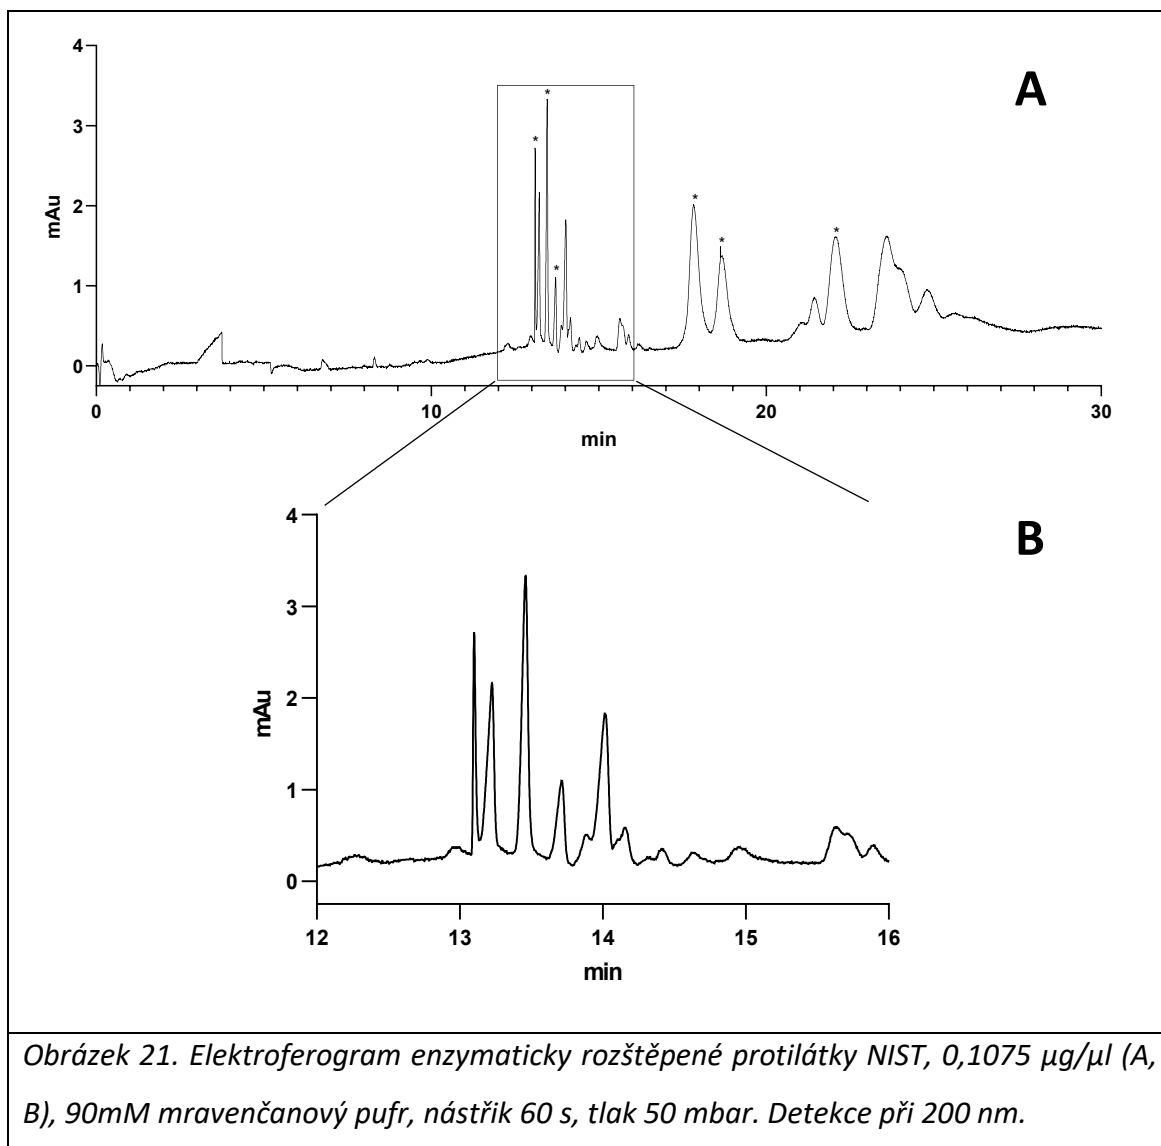 A
4
3
2
1
0
mAu
* * * * * * *
0 10 20 30
min
B
4
3
2
1
0
mAu
12 13 14 15 16
min
Obrázek 21. Elektroferogram enzymaticky rozštěpené protilátky NIST, 0,1075 µg/µl (A,
B), 90mM mravenčanový pufr, nástřik 60 s, tlak 50 mbar. Detekce při 200 nm.